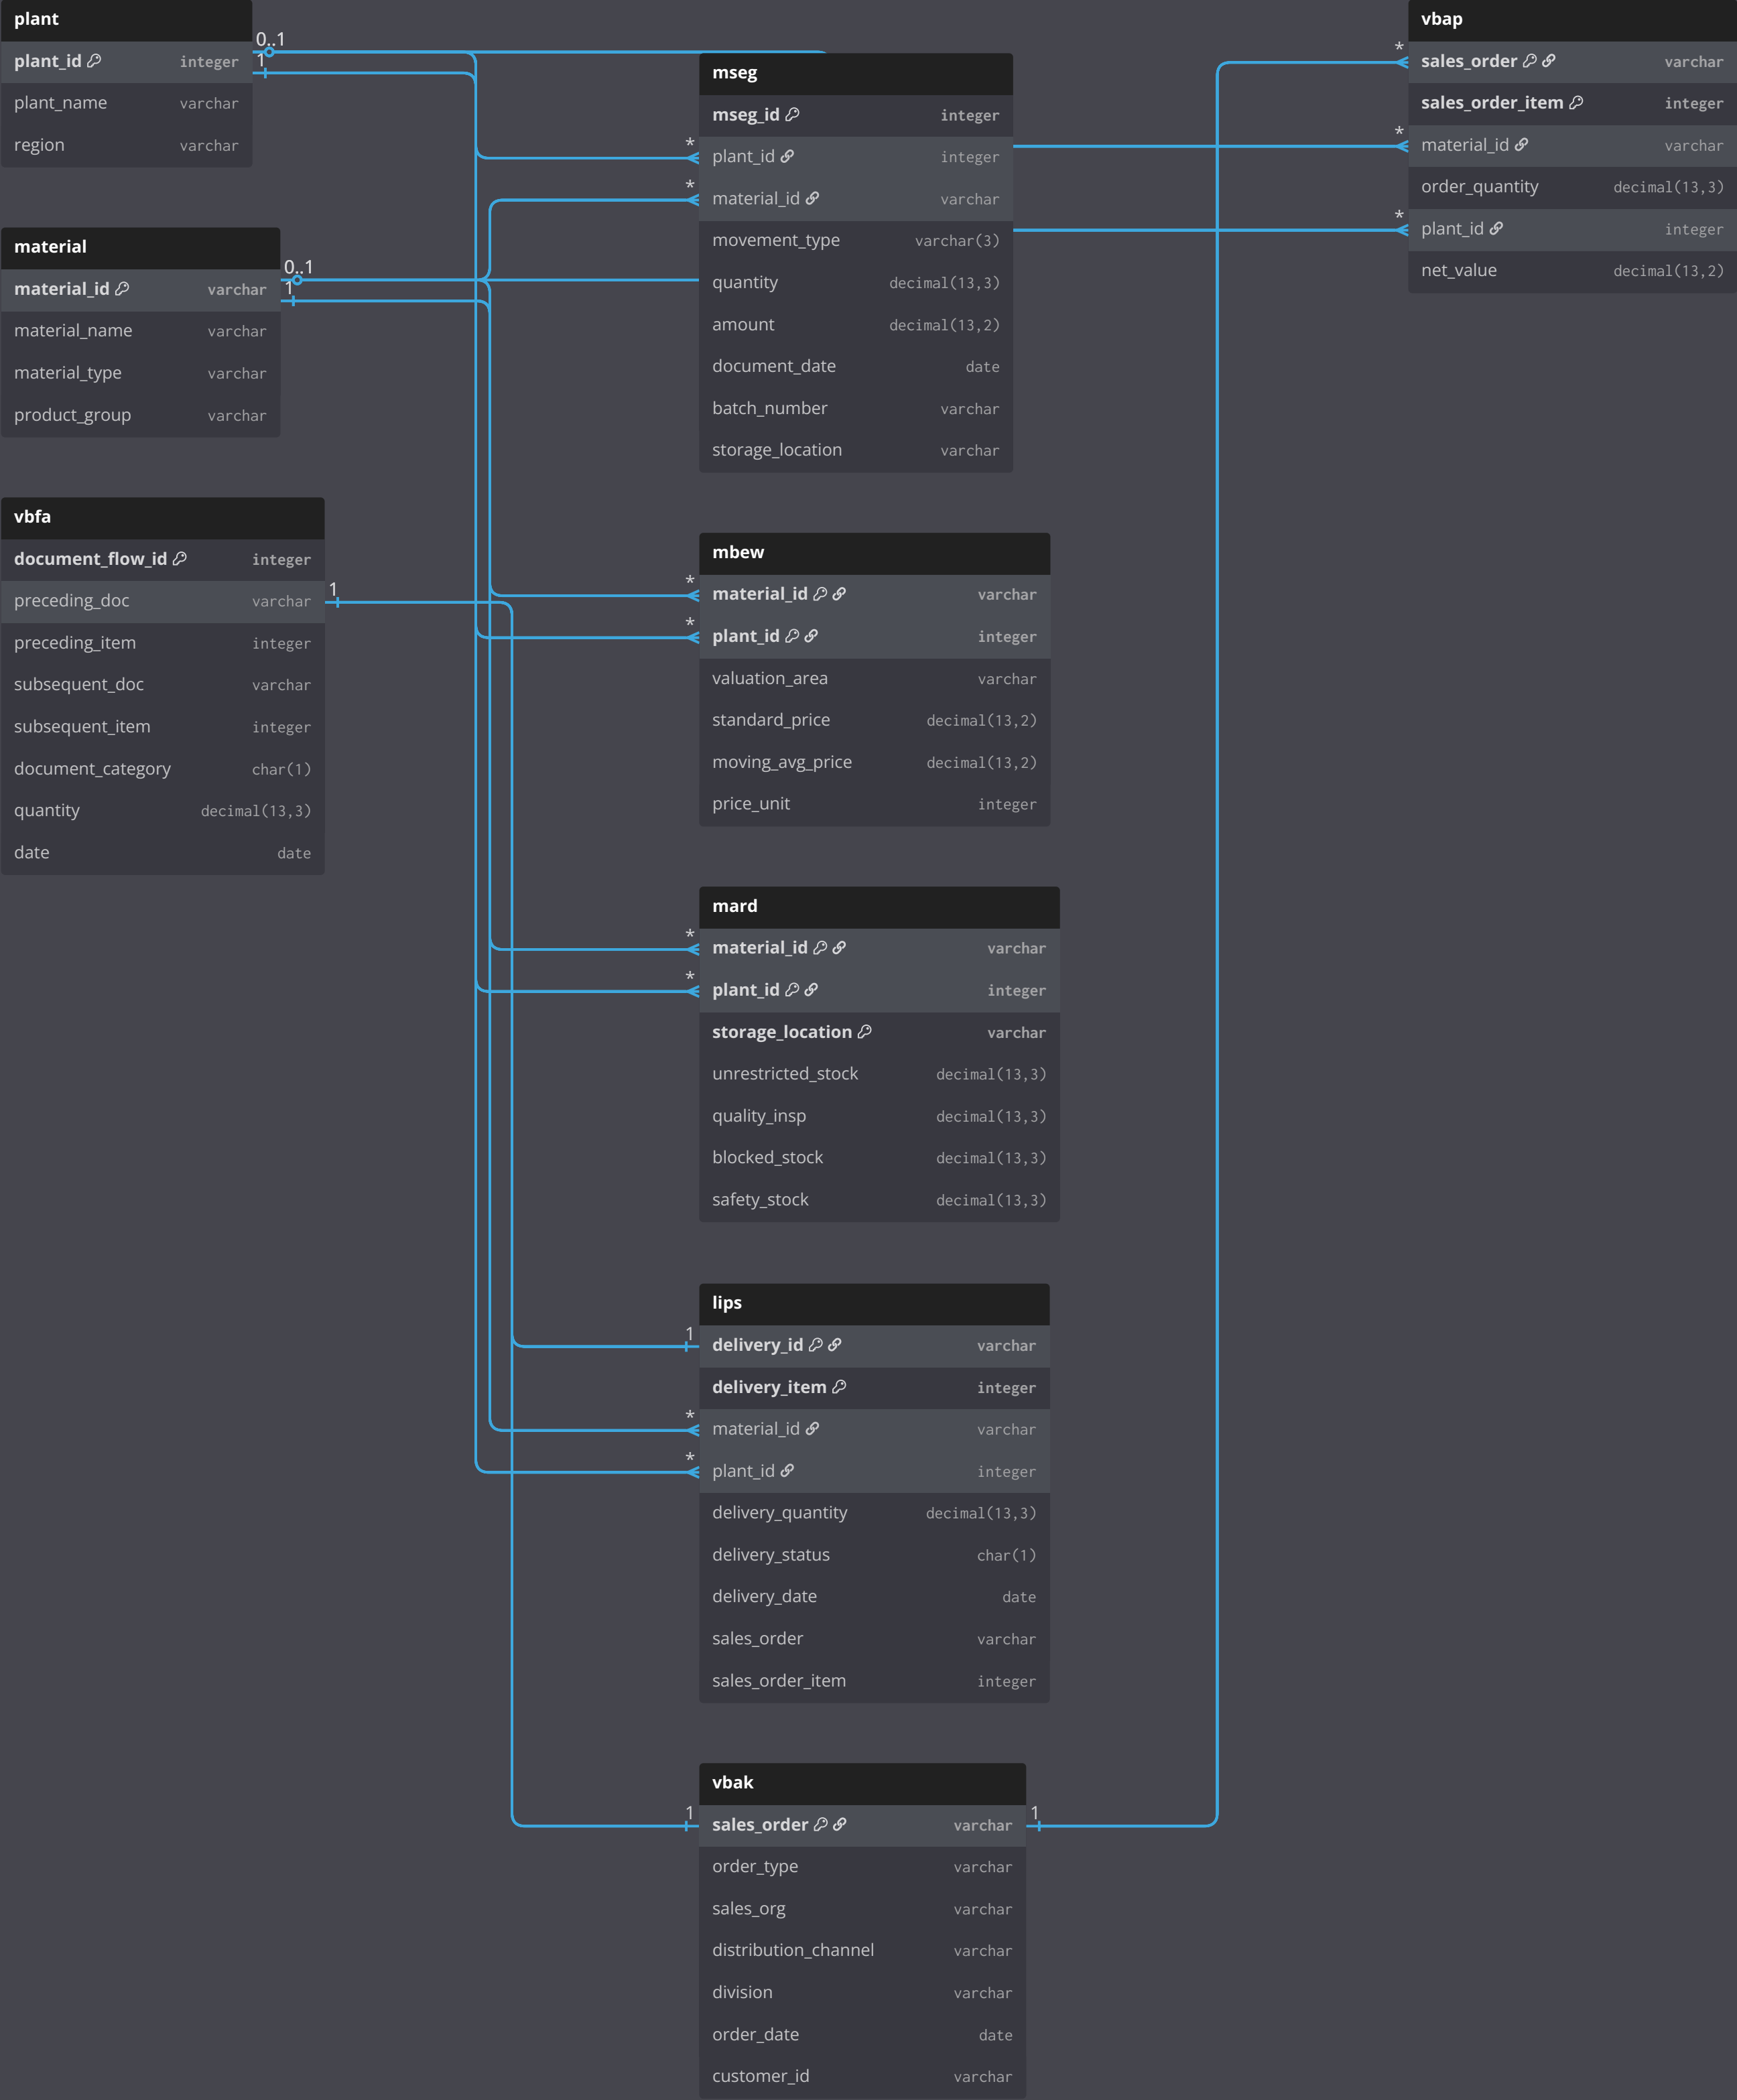 plant
0..1
plant_id integer
1
plant_name varchar
region varchar
material
0..1
material_id varchar
1
material_name varchar
material_type varchar
product_group varchar
vbfa
document_flow_id integer
preceding_doc varchar
1
preceding_item integer
subsequent_doc varchar
subsequent_item integer
document_category char(1)
quantity decimal(13,3)
date date
mseg
mseg_id integer
* plant_id integer
* material_id varchar
movement_type varchar(3)
quantity decimal(13,3)
amount decimal(13,2)
document_date date
batch_number varchar
storage_location varchar
mbew
* material_id varchar
* plant_id integer
valuation_area varchar
standard_price decimal(13,2)
moving_avg_price decimal(13,2)
price_unit integer
mard
* material_id varchar
* plant_id integer
storage_location varchar
unrestricted_stock decimal(13,3)
quality_insp decimal(13,3)
blocked_stock decimal(13,3)
safety_stock decimal(13,3)
lips
1 delivery_id varchar
delivery_item integer
* material_id varchar
* plant_id integer
delivery_quantity decimal(13,3)
delivery_status char(1)
delivery_date date
sales_order varchar
sales_order_item integer
vbak
1 sales_order varchar 1
order_type varchar
sales_org varchar
distribution_channel varchar
division varchar
order_date date
customer_id varchar
vbap
* sales_order varchar
sales_order_item integer
* material_id varchar
order_quantity decimal(13,3)
* plant_id integer
net_value decimal(13,2)